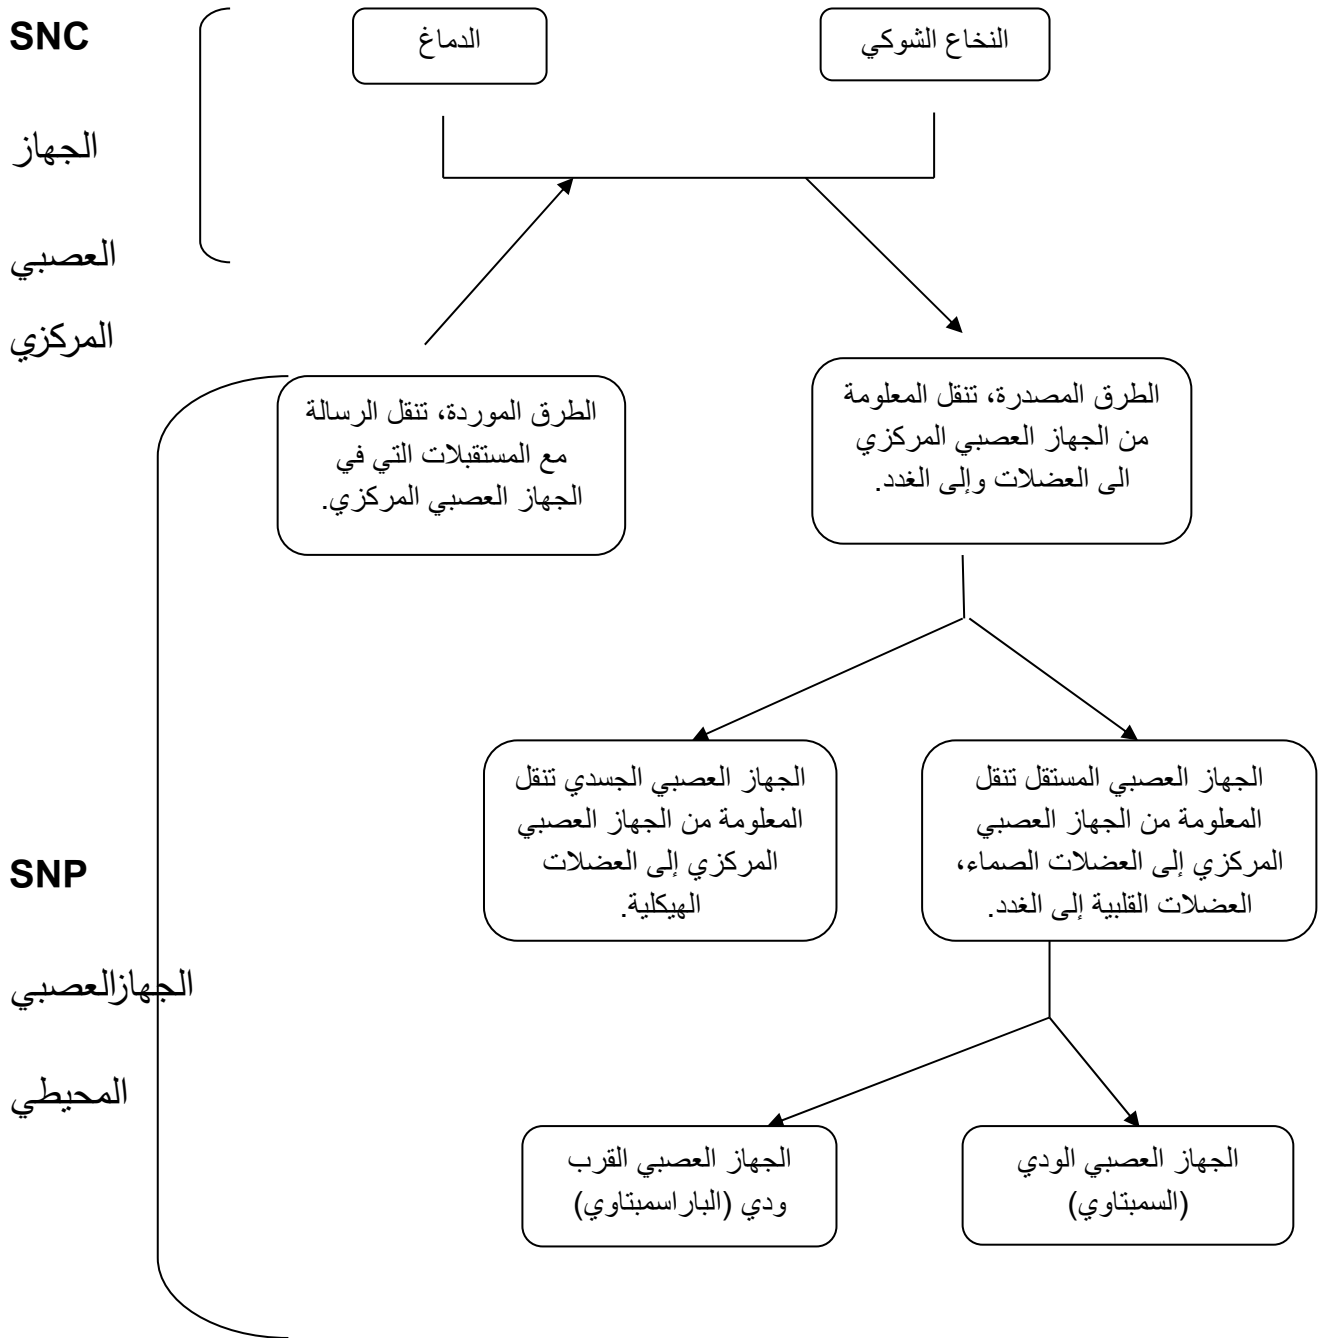 SNC
الجهاز
العصبي
المركزي
النخاع الشوكي
الدماغ
الطرق المصدرة، تنقل المعلومة
من الجهاز العصبي المركزي
الى العضلات وإلى الغدد.
الطرق الموردة، تنقل الرسالة
مع المستقبلات التي في
الجهاز العصبي المركزي.
الجهاز العصبي المستقل تنقل
المعلومة من الجهاز العصبي
المركزي إلى العضلات الصماء،
العضلات القلبية إلى الغدد.
الجهاز العصبي الجسدي تنقل
المعلومة من الجهاز العصبي
المركزي إلى العضلات
الهيكلية.
SNP
الجهازالعصبي
المحيطي
الجهاز العصبي الودي
(السمبتاوي)
الجهاز العصبي القرب
ودي (الباراسمبتاوي)